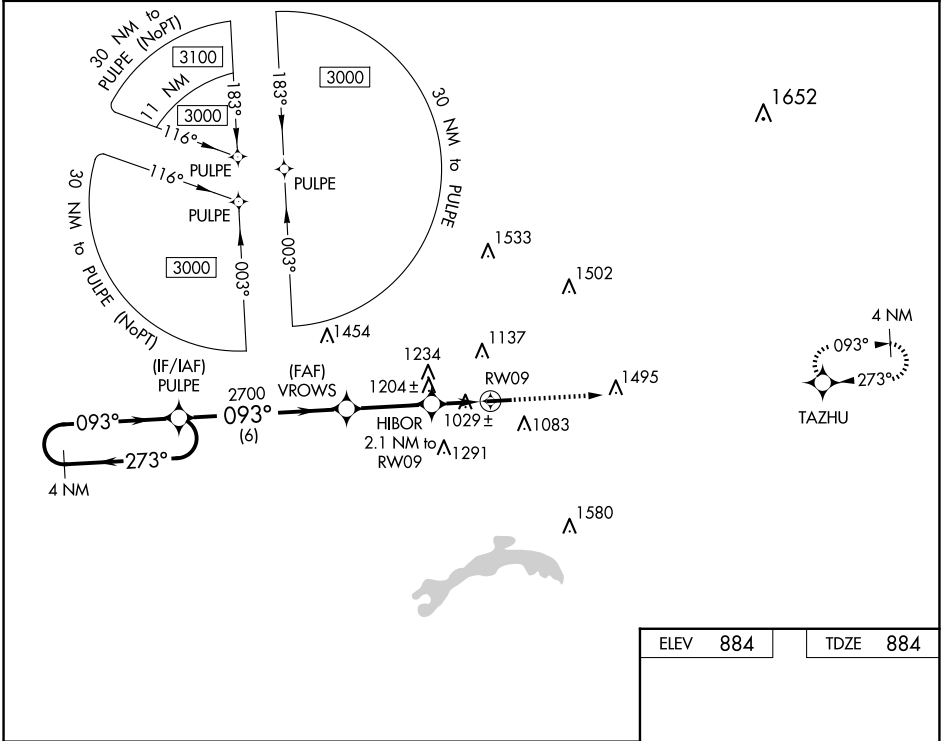 30 NM to
PULPE (NoPT)
3100
11 NM
3000
183°
116°
PULPE
183°
3000
30 NM to PULPE
PULPE
003°
116°
PULPE
30 NM to PULPE (NoPT)
3000
003°
1652
1533
1502
1454
1137
1234
1204 ±
1495
1029 ±
1083
1291
1580
(IF/IAF)
PULPE
2700
093°
(6)
(FAF)
VROWS
HIBOR
2.1 NM to
RW09
RW09
093°
273°
4 NM
4 NM
093°
273°
TAZHU
ELEV 884
TDZE 884